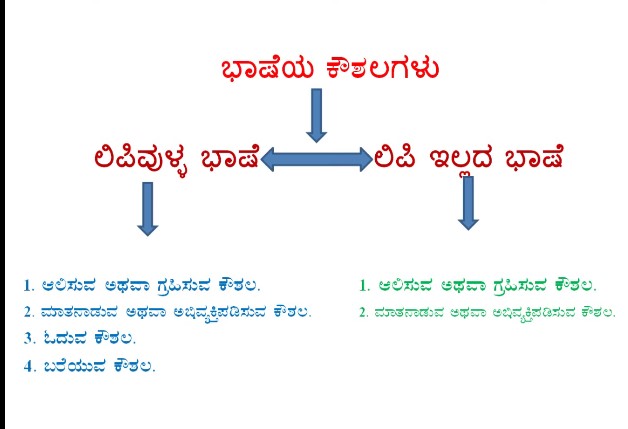 ಭಾಷೆಯ ಕೌಶಲಗಳು
ಲಿಪಿವುಳ್ಳ ಭಾಷೆ
ಲಿಪಿ ಇಲ್ಲದ ಭಾಷೆ
1. ಆಲಿಸುವ ಅಥವಾ ಗ್ರಹಿಸುವ ಕೌಶಲ.
2. ಮಾತನಾಡುವ ಅಥವಾ ಅಭಿವ್ಯಕ್ತಿಪಡಿಸುವ ಕೌಶಲ.
3. ಓದುವ ಕೌಶಲ.
4. ಬರೆಯುವ ಕೌಶಲ.
1. ಆಲಿಸುವ ಅಥವಾ ಗ್ರಹಿಸುವ ಕೌಶಲ.
2. ಮಾತನಾಡುವ ಅಥವಾ ಅಭಿವ್ಯಕ್ತಿಪಡಿಸುವ ಕೌಶಲ.